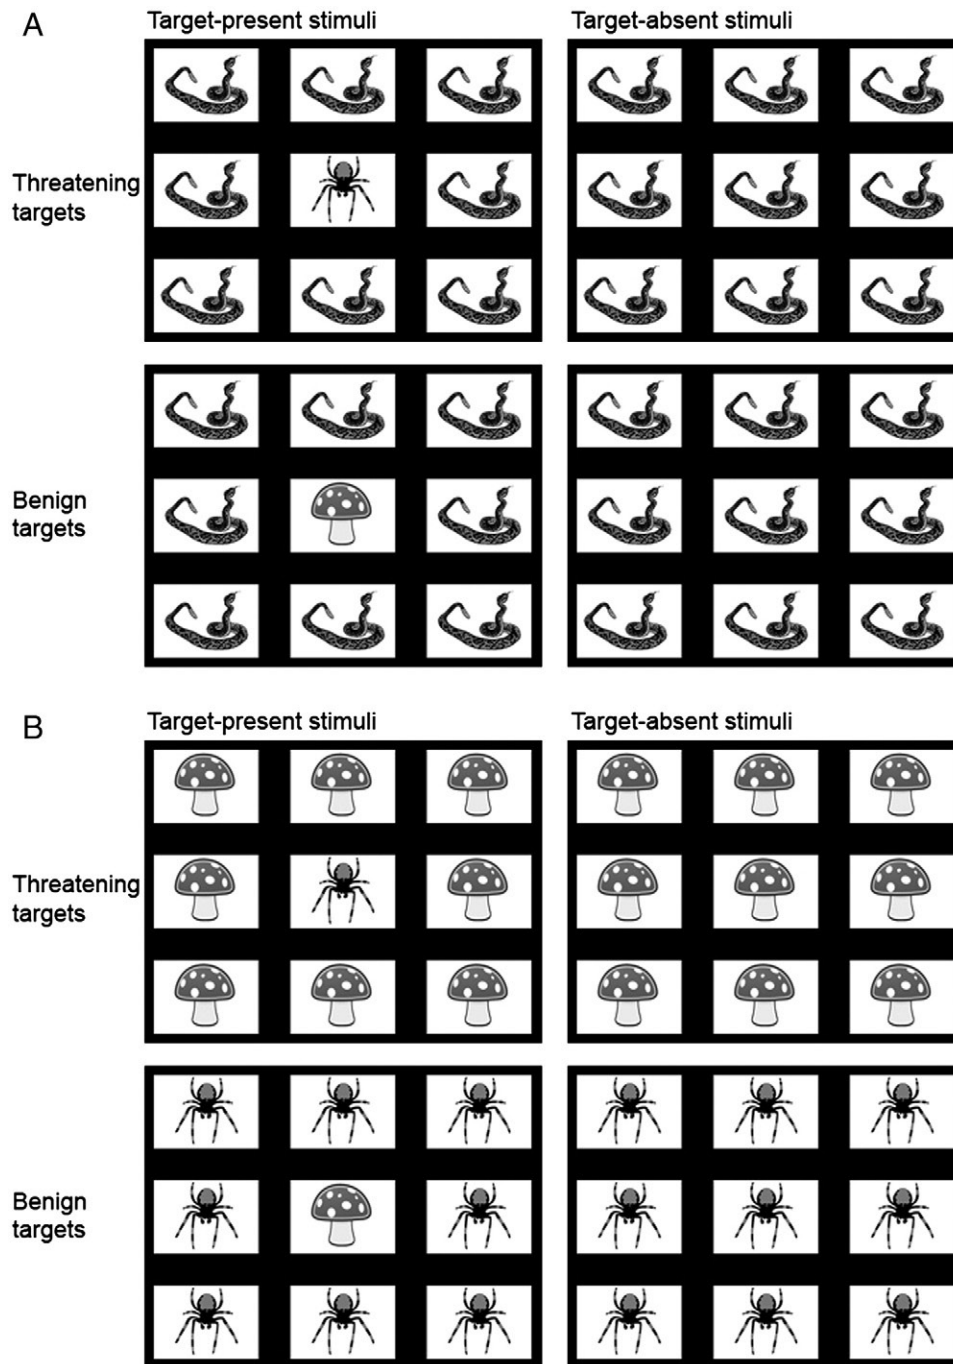 A
Target-present stimuli
Target-absent stimuli
Threatening
targets
Benign
targets
B
Target-present stimuli
Target-absent stimuli
Threatening
targets
Benign
targets